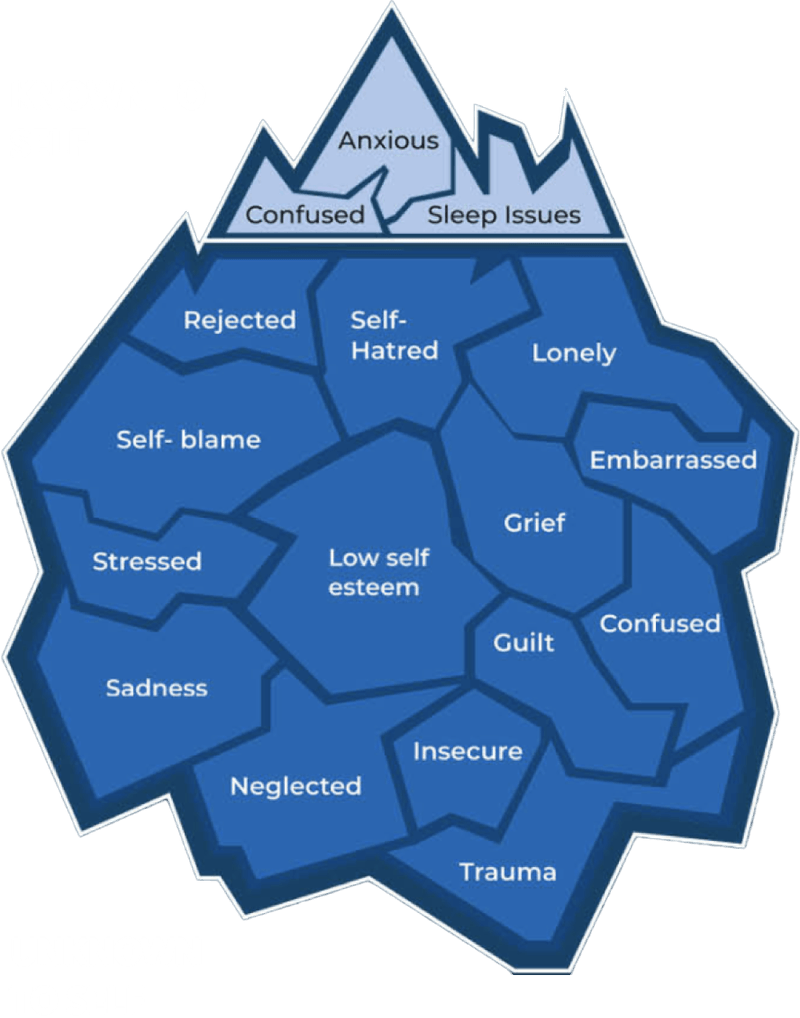 Anxious
Confused
Sleep Issues
Rejected
Self-
Hatred
Lonely
Self- blame
Embarrassed
Grief
Stressed
Low self
esteem
Confused
Guilt
Sadness
Insecure
Neglected
Trauma